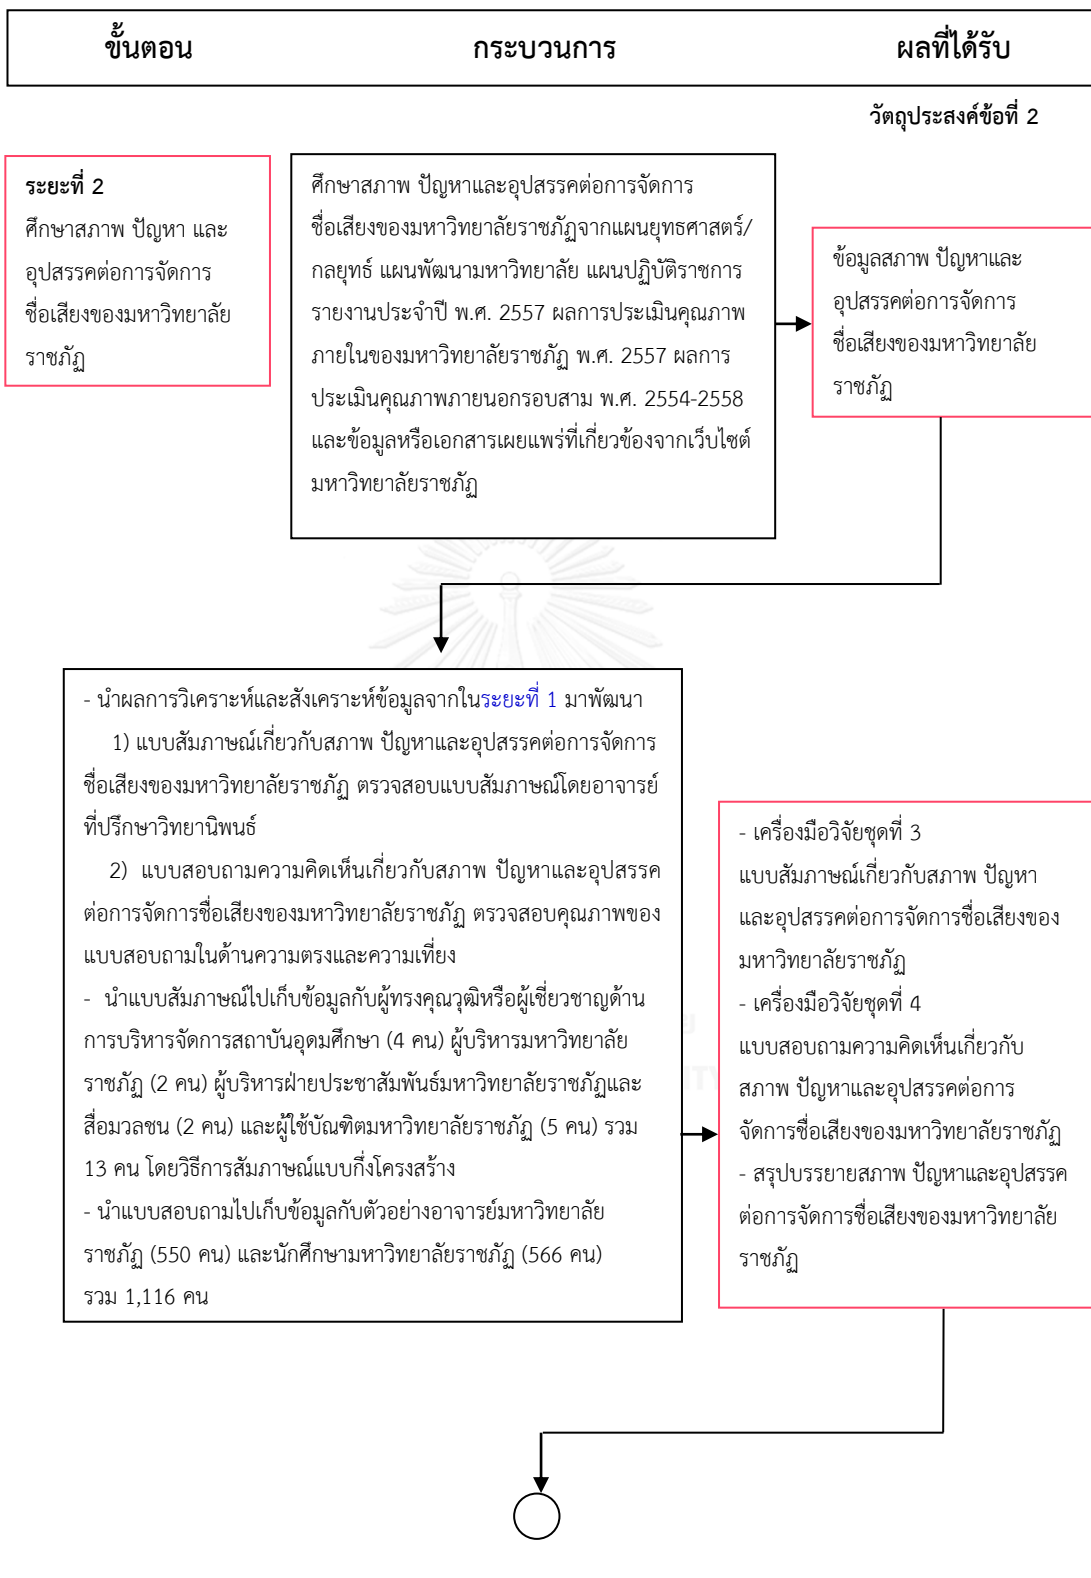 ขั้นตอน กระบวนการ ผลที่ได้รับ
วัตถุประสงค์ข้อที่ 2
ระยะที่ 2
ศึกษาสภาพ ปัญหา และ
อุปสรรคต่อการจัดการ
ชื่อเสียงของมหาวิทยาลัย
ราชภัฏ
ศึกษาสภาพ ปัญหาและอุปสรรคต่อการจัดการ
ชื่อเสียงของมหาวิทยาลัยราชภัฏจากแผนยุทธศาสตร์/
กลยุทธ์ แผนพัฒนามหาวิทยาลัย แผนปฏิบัติราชการ
รายงานประจำปี พ.ศ. 2557 ผลการประเมินคุณภาพ
ภายในของมหาวิทยาลัยราชภัฏ พ.ศ. 2557 ผลการ
ประเมินคุณภาพภายนอกรอบสาม พ.ศ. 2554-2558
และข้อมูลหรือเอกสารเผยแพร่ที่เกี่ยวข้องจากเว็บไซต์
มหาวิทยาลัยราชภัฏ
ข้อมูลสภาพ ปัญหาและ
อุปสรรคต่อการจัดการ
ชื่อเสียงของมหาวิทยาลัย
ราชภัฏ
- นำผลการวิเคราะห์และสังเคราะห์ข้อมูลจากในระยะที่ 1 มาพัฒนา
1) แบบสัมภาษณ์เกี่ยวกับสภาพ ปัญหาและอุปสรรคต่อการจัดการ
ชื่อเสียงของมหาวิทยาลัยราชภัฏ ตรวจสอบแบบสัมภาษณ์โดยอาจารย์
ที่ปรึกษาวิทยานิพนธ์
2) แบบสอบถามความคิดเห็นเกี่ยวกับสภาพ ปัญหาและอุปสรรค
ต่อการจัดการชื่อเสียงของมหาวิทยาลัยราชภัฏ ตรวจสอบคุณภาพของ
แบบสอบถามในด้านความตรงและความเที่ยง
- นำแบบสัมภาษณ์ไปเก็บข้อมูลกับผู้ทรงคุณวุฒิหรือผู้เชี่ยวชาญด้าน
การบริหารจัดการสถาบันอุดมศึกษา (4 คน) ผู้บริหารมหาวิทยาลัย
ราชภัฏ (2 คน) ผู้บริหารฝ่ายประชาสัมพันธ์มหาวิทยาลัยราชภัฏและ
สื่อมวลชน (2 คน) และผู้ใช้บัณฑิตมหาวิทยาลัยราชภัฏ (5 คน) รวม
13 คน โดยวิธีการสัมภาษณ์แบบกึ่งโครงสร้าง
- นำแบบสอบถามไปเก็บข้อมูลกับตัวอย่างอาจารย์มหาวิทยาลัย
ราชภัฏ (550 คน) และนักศึกษามหาวิทยาลัยราชภัฏ (566 คน)
รวม 1,116 คน
- เครื่องมือวิจัยชุดที่ 3
แบบสัมภาษณ์เกี่ยวกับสภาพ ปัญหา
และอุปสรรคต่อการจัดการชื่อเสียงของ
มหาวิทยาลัยราชภัฏ
- เครื่องมือวิจัยชุดที่ 4
แบบสอบถามความคิดเห็นเกี่ยวกับ
สภาพ ปัญหาและอุปสรรคต่อการ
จัดการชื่อเสียงของมหาวิทยาลัยราชภัฏ
- สรุปบรรยายสภาพ ปัญหาและอุปสรรค
ต่อการจัดการชื่อเสียงของมหาวิทยาลัย
ราชภัฏ